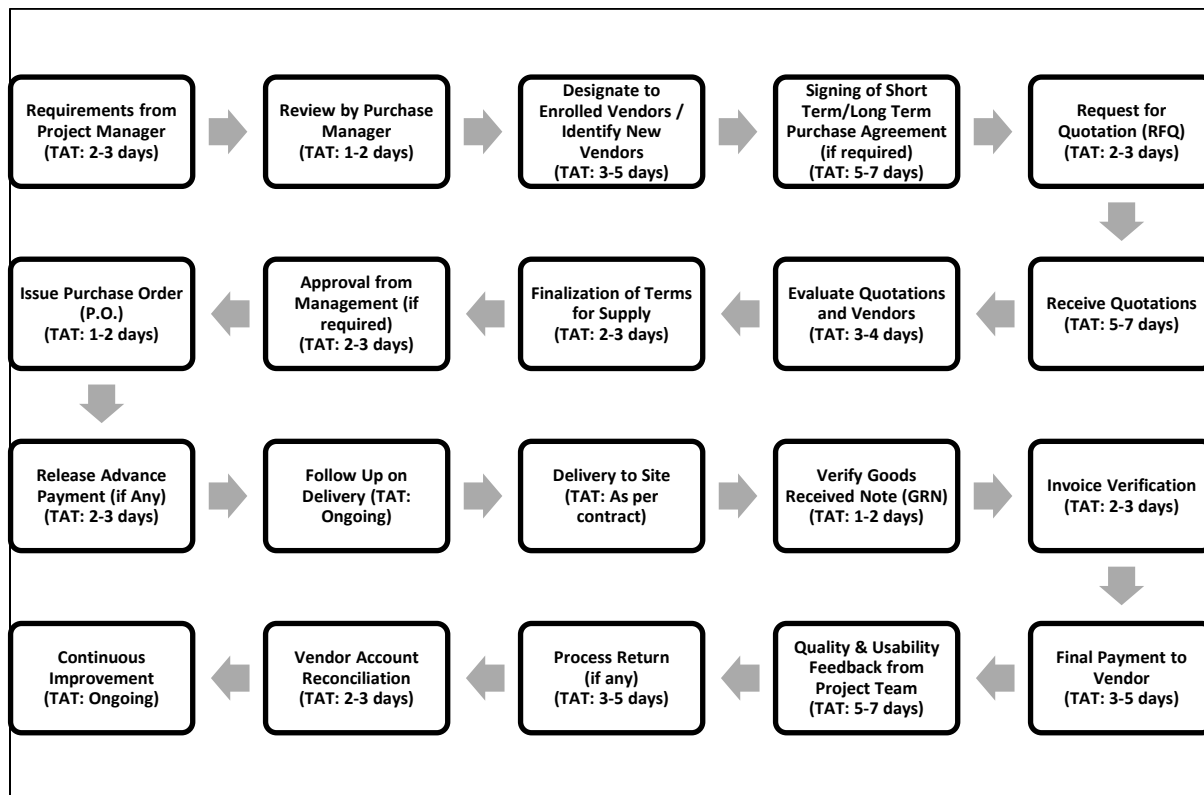 Requirements from
Project Manager
(TAT: 2-3 days)
Review by Purchase
Manager
(TAT: 1-2 days)
Designate to
Enrolled Vendors /
Identify New
Vendors
(TAT: 3-5 days)
Signing of Short
Term/Long Term
Purchase Agreement
(if required)
(TAT: 5-7 days)
Request for
Quotation (RFQ)
(TAT: 2-3 days)
Receive Quotations
(TAT: 5-7 days)
Evaluate Quotations
and Vendors
(TAT: 3-4 days)
Finalization of Terms
for Supply
(TAT: 2-3 days)
Approval from
Management (if
required)
(TAT: 2-3 days)
Issue Purchase Order
(P.O.)
(TAT: 1-2 days)
Release Advance
Payment (if Any)
(TAT: 2-3 days)
Follow Up on
Delivery (TAT:
Ongoing)
Delivery to Site
(TAT: As per
contract)
Verify Goods
Received Note (GRN)
(TAT: 1-2 days)
Invoice Verification
(TAT: 2-3 days)
Final Payment to
Vendor
(TAT: 3-5 days)
Quality & Usability
Feedback from
Project Team
(TAT: 5-7 days)
Process Return
(if any)
(TAT: 3-5 days)
Vendor Account
Reconciliation
(TAT: 2-3 days)
Continuous
Improvement
(TAT: Ongoing)